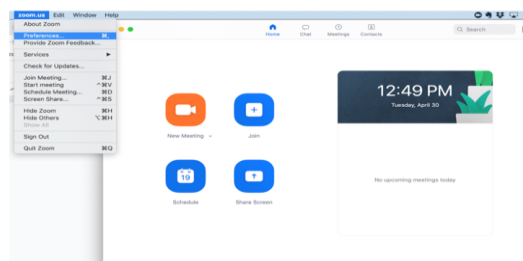 zoom.us Edit Window Help
About Zoom
Preferences... ⌘,
Provide Zoom Feedback...
Services
Check for Updates...
Join Meeting... ⌘J
Start meeting ^⌘V
Schedule Meeting... ⌘D
Screen Share... ^⌘S
Hide Zoom ⌘H
Hide Others ⌥⌘H
Show All
Sign Out
Quit Zoom ⌘Q
Home Chat Meetings Contacts
Search
12:49 PM
Tuesday, April 30
New Meeting
Join
19
Schedule
Share Screen
No upcoming meetings today